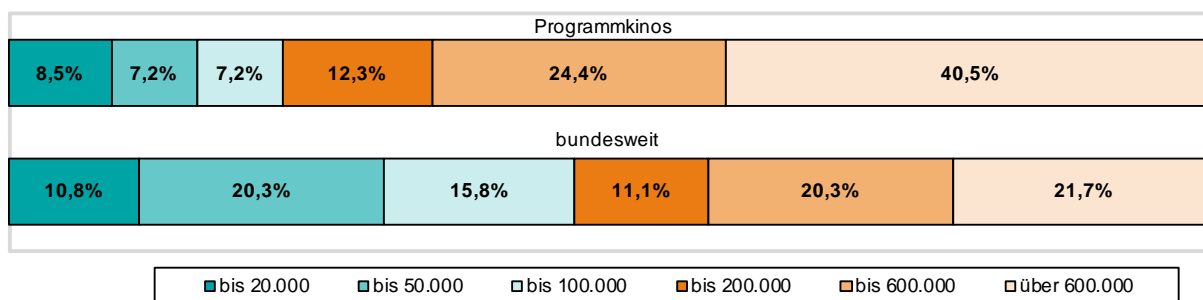 Programmkinos
8,5% 7,2% 7,2% 12,3% 24,4% 40,5%
bundesweit
10,8% 20,3% 15,8% 11,1% 20,3% 21,7%
bis 20.000 bis 50.000 bis 100.000 bis 200.000 bis 600.000 über 600.000